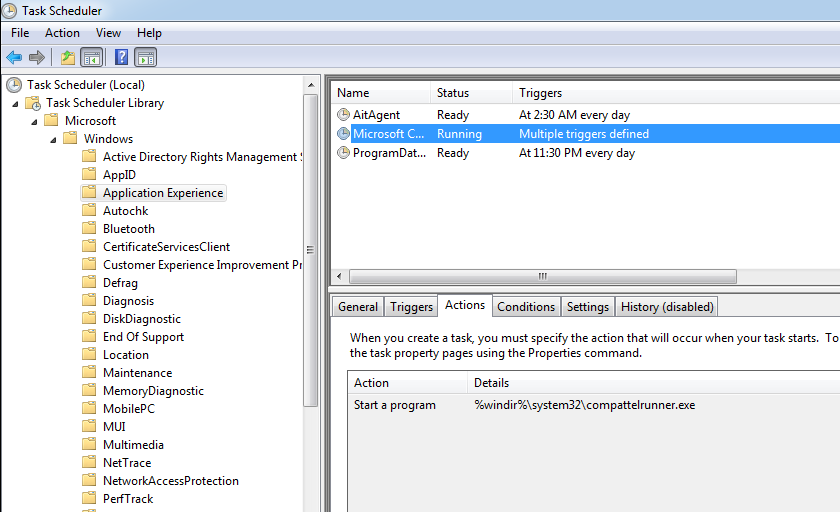 Task Scheduler
File Action View Help
Task Scheduler (Local)
Task Scheduler Library
Microsoft
Windows
Active Directory Rights Management
AppID
Application Experience
Autochk
Bluetooth
CertificateServicesClient
Customer Experience Improvement Pr
Defrag
Diagnosis
DiskDiagnostic
End Of Support
Location
Maintenance
MemoryDiagnostic
MobilePC
MUI
Multimedia
NetTrace
NetworkAccessProtection
PerfTrack
Name Status Triggers
AitAgent Ready At 2:30 AM every day
Microsoft C... Running Multiple triggers defined
ProgramDat... Ready At 11:30 PM every day
General Triggers Actions Conditions Settings History (disabled)
When you create a task, you must specify the action that will occur when your task starts. To
the task property pages using the Properties command.
Action Details
Start a program %windir%\system32\compattelrunner.exe